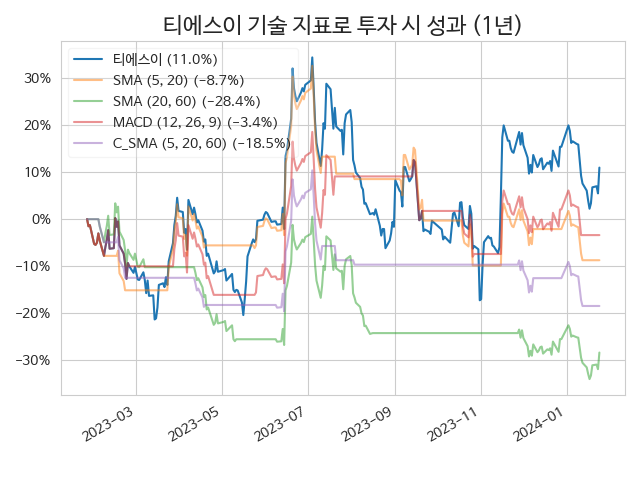 티에스이 기술 지표로 투자 시 성과 (1년)
티에스이 (11.0%)
SMA (5, 20) (−8.7%)
SMA (20, 60) (−28.4%)
MACD (12, 26, 9) (−3.4%)
C_SMA (5, 20, 60) (−18.5%)
30%
20%
10%
0%
−10%
−20%
−30%
2023−03
2023−05
2023−07
2023−09
2023−11
2024−01